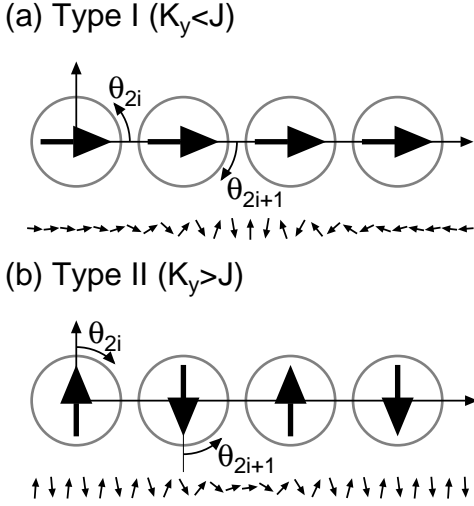 (a) Type I (K_y<J)
θ_2i
θ_2i+1
(b) Type II (K_y>J)
θ_2i
θ_2i+1